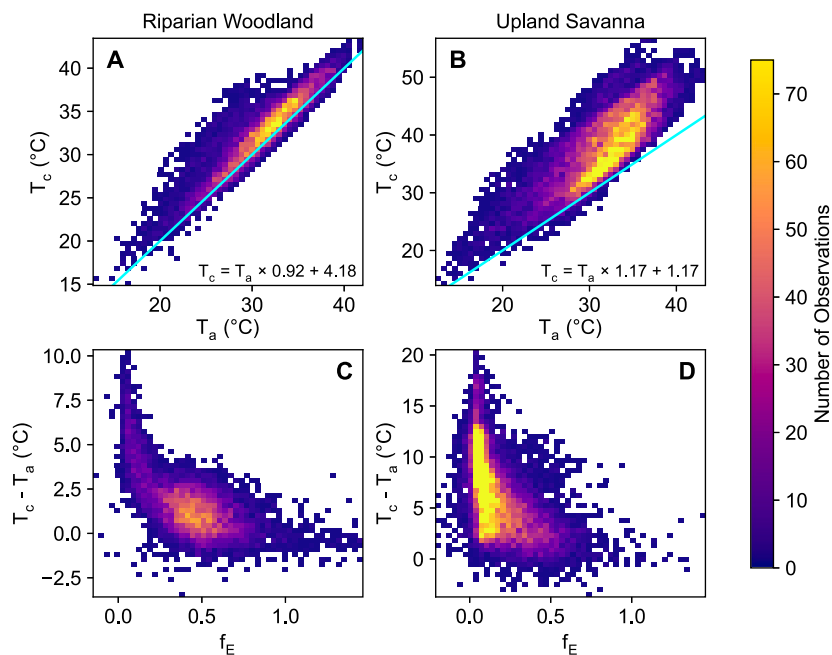 Riparian Woodland
Upland Savanna
A
B
40
35
30
25
20
15
T_c (°C)
20
30
40
T_a (°C)
T_c = T_a × 0.92 + 4.18
50
40
30
20
T_c (°C)
20
30
40
T_a (°C)
T_c = T_a × 1.17 + 1.17
C
D
10.0
7.5
5.0
2.5
0.0
−2.5
T_c - T_a (°C)
0.0
0.5
1.0
f_E
20
15
10
5
0
T_c - T_a (°C)
0.0
0.5
1.0
f_E
70
60
50
40
30
20
10
0
Number of Observations